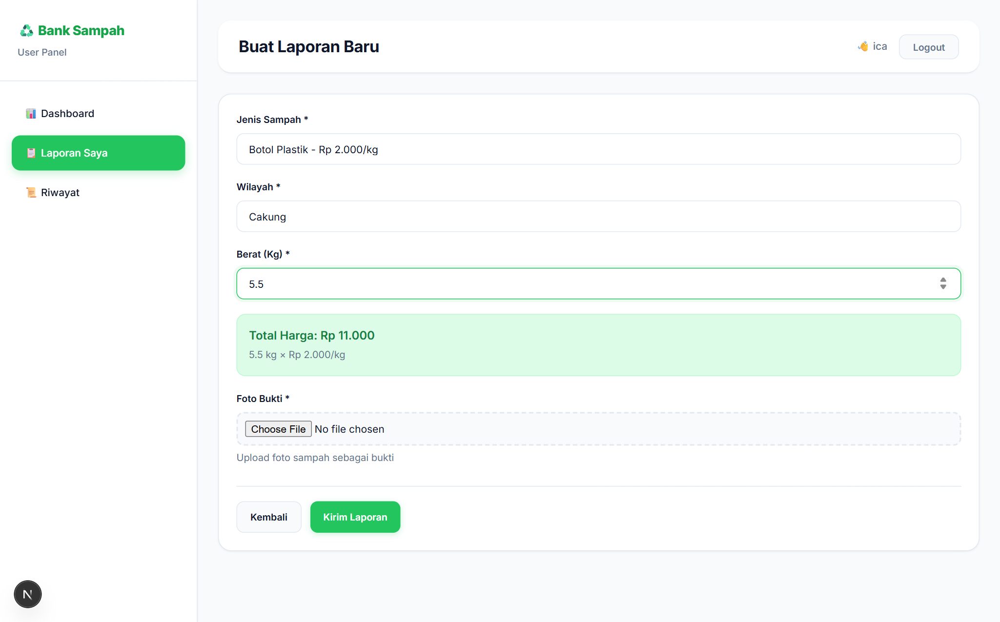 Bank Sampah
User Panel
Dashboard
Laporan Saya
Riwayat
Buat Laporan Baru
ica
Logout
Jenis Sampah *
Botol Plastik - Rp 2.000/kg
Wilayah *
Cakung
Berat (Kg) *
5.5
Total Harga: Rp 11.000
5.5 kg × Rp 2.000/kg
Foto Bukti *
Choose File No file chosen
Upload foto sampah sebagai bukti
Kembali
Kirim Laporan
N